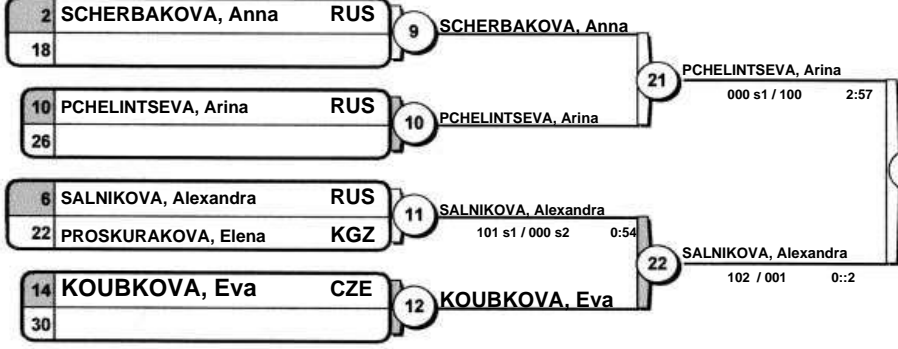 2 SCHERBAKOVA, Anna RUS
18
9
SCHERBAKOVA, Anna
10 PCHELINTSEVA, Arina RUS
26
10
PCHELINTSEVA, Arina
21
PCHELINTSEVA, Arina
000 s1 / 100 2:57
6 SALNIKOVA, Alexandra RUS
22 PROSKURAKOVA, Elena KGZ
11
SALNIKOVA, Alexandra
101 s1 / 000 s2 0:54
14 KOUBKOVA, Eva CZE
30
12
KOUBKOVA, Eva
22
SALNIKOVA, Alexandra
102 / 001 0::2